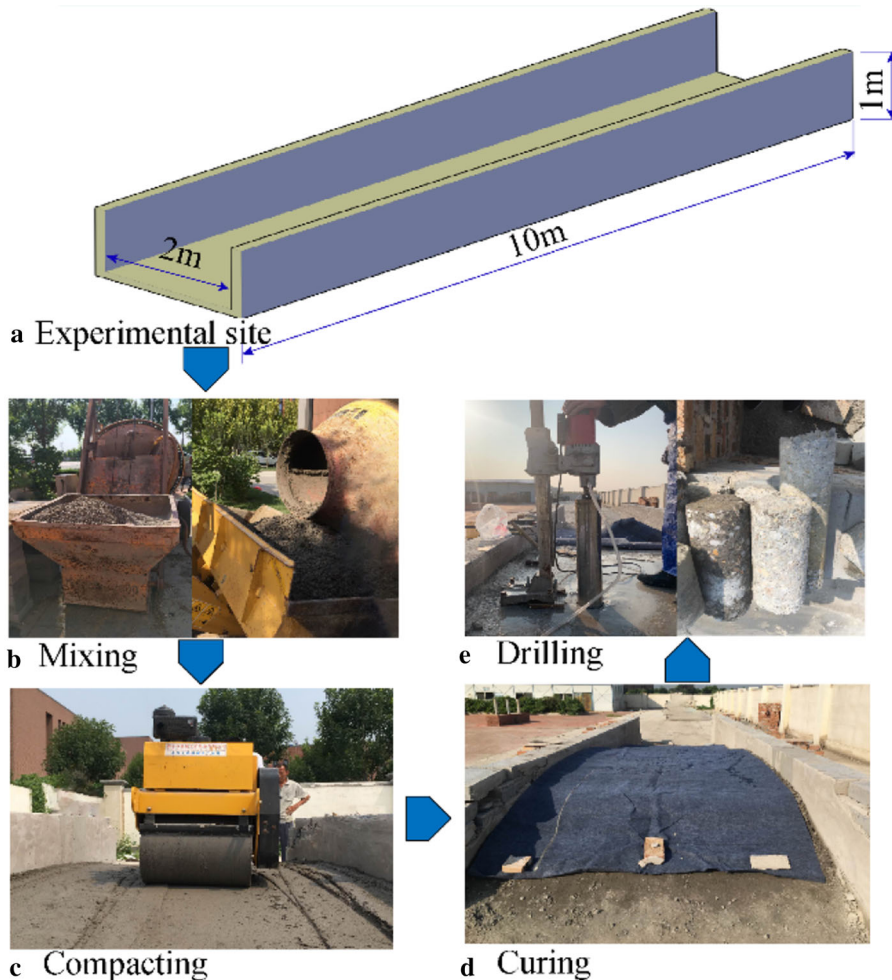 1m
2m
10m
a Experimental site
b Mixing
e Drilling
c Compacting
d Curing